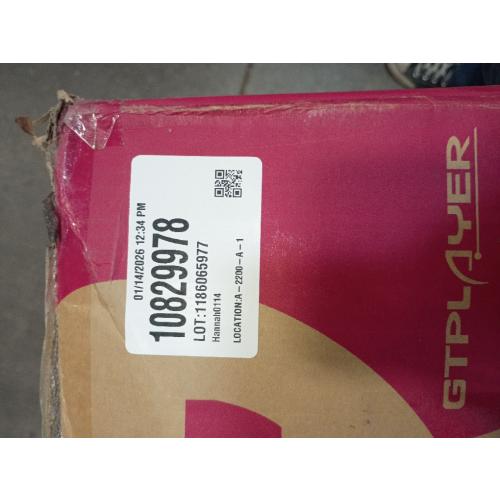 01/14/2026 12:34 PM
10829978
LOT:1186065977
Hannah0114
LOCATION:A-2200-A-1
GTPLAYER